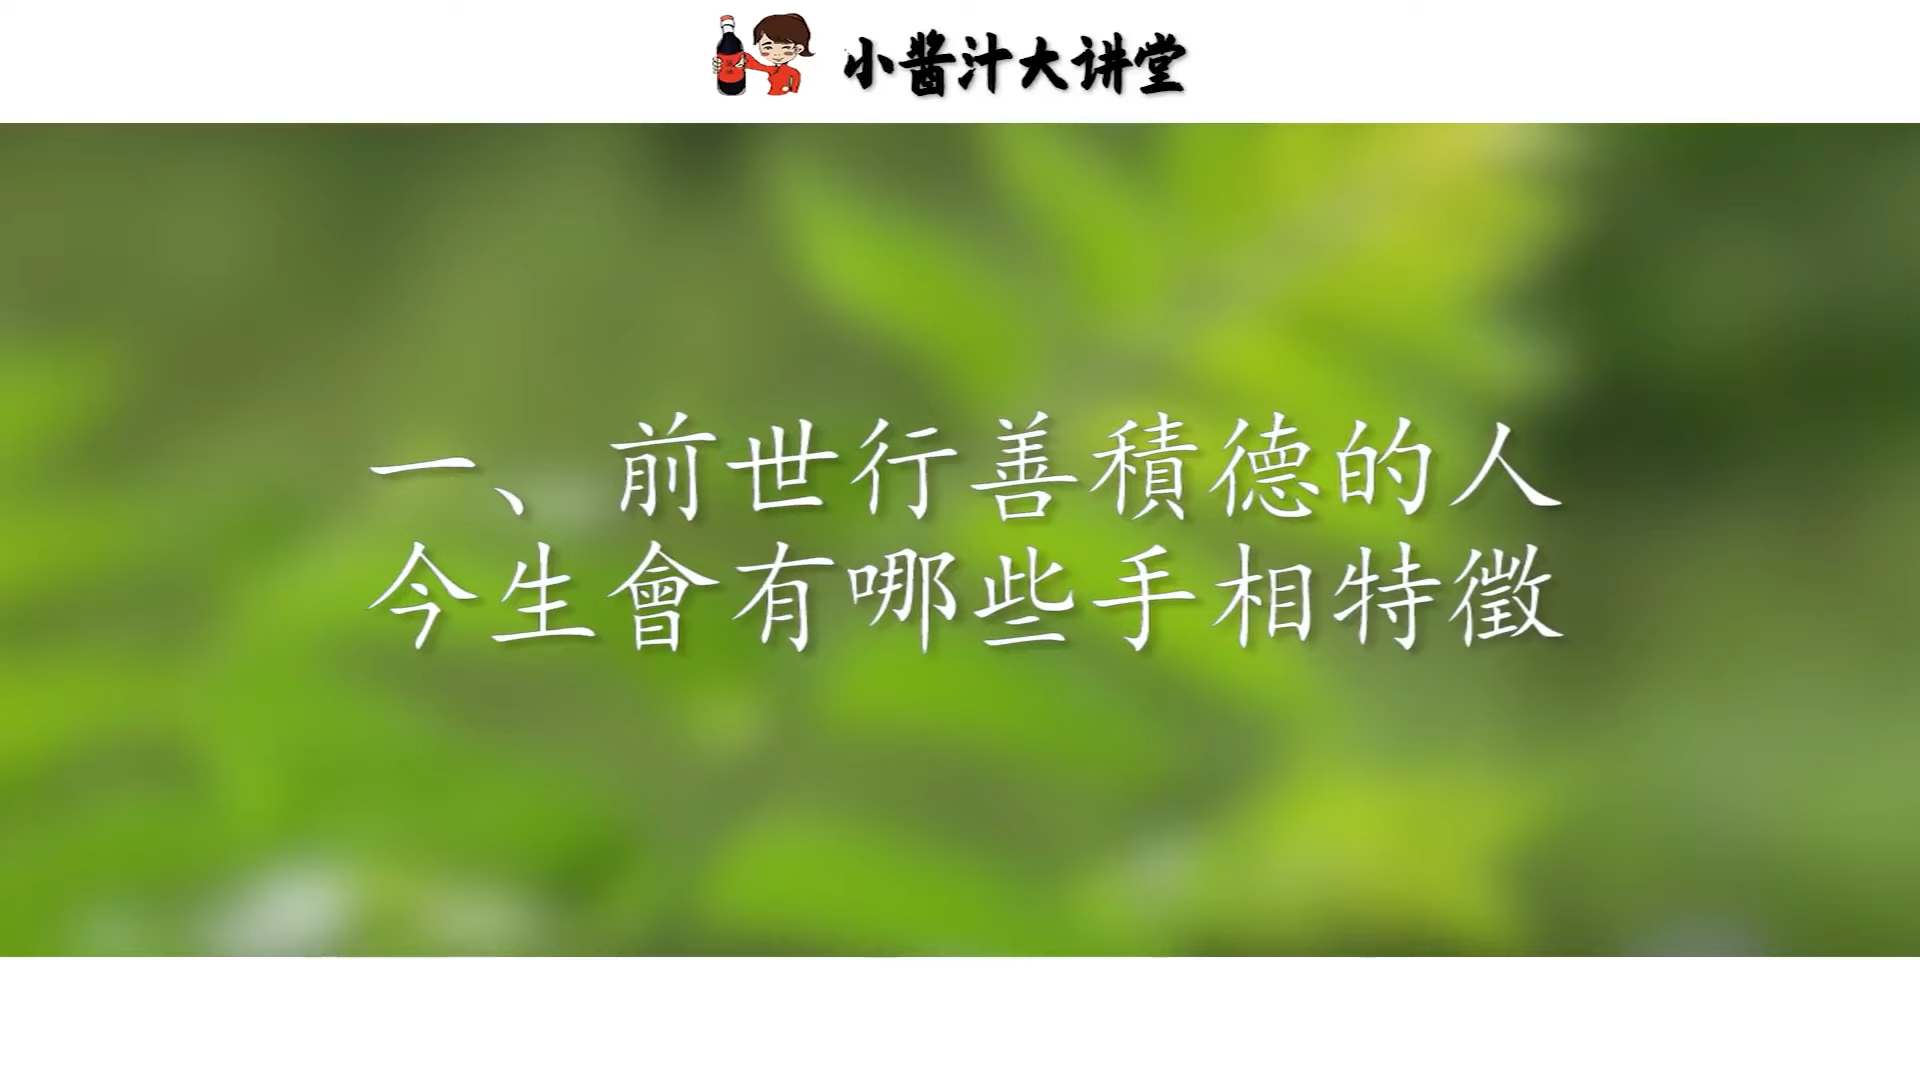 小酱汁大讲堂
一、前世行善積德的人
今生會有哪些手相特徵